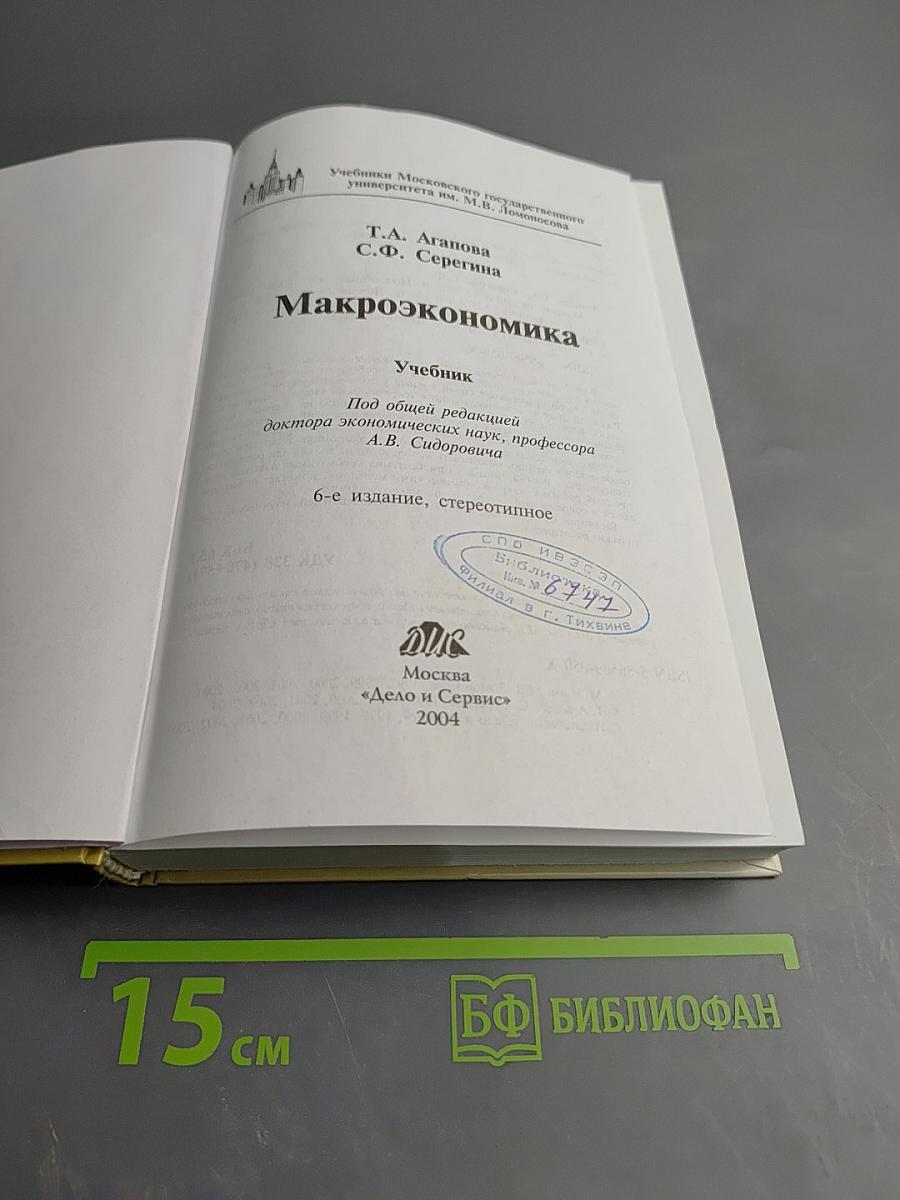 Учебники Московского государственного
университета им. М.В. Ломоносова
Т.А. Агапова
С.Ф. Серегина
Макроэкономика
Учебник
Под общей редакцией
доктора экономических наук, профессора
А.В. Сидоровича
6-е издание, стереотипное
СПб ИВЭСЭП
Библиотека
Инв. № 6747
Филиал в г. Тихвине
ДИС
Москва
«Дело и Сервис»
2004
15 см
БФ БИБЛИОФАН